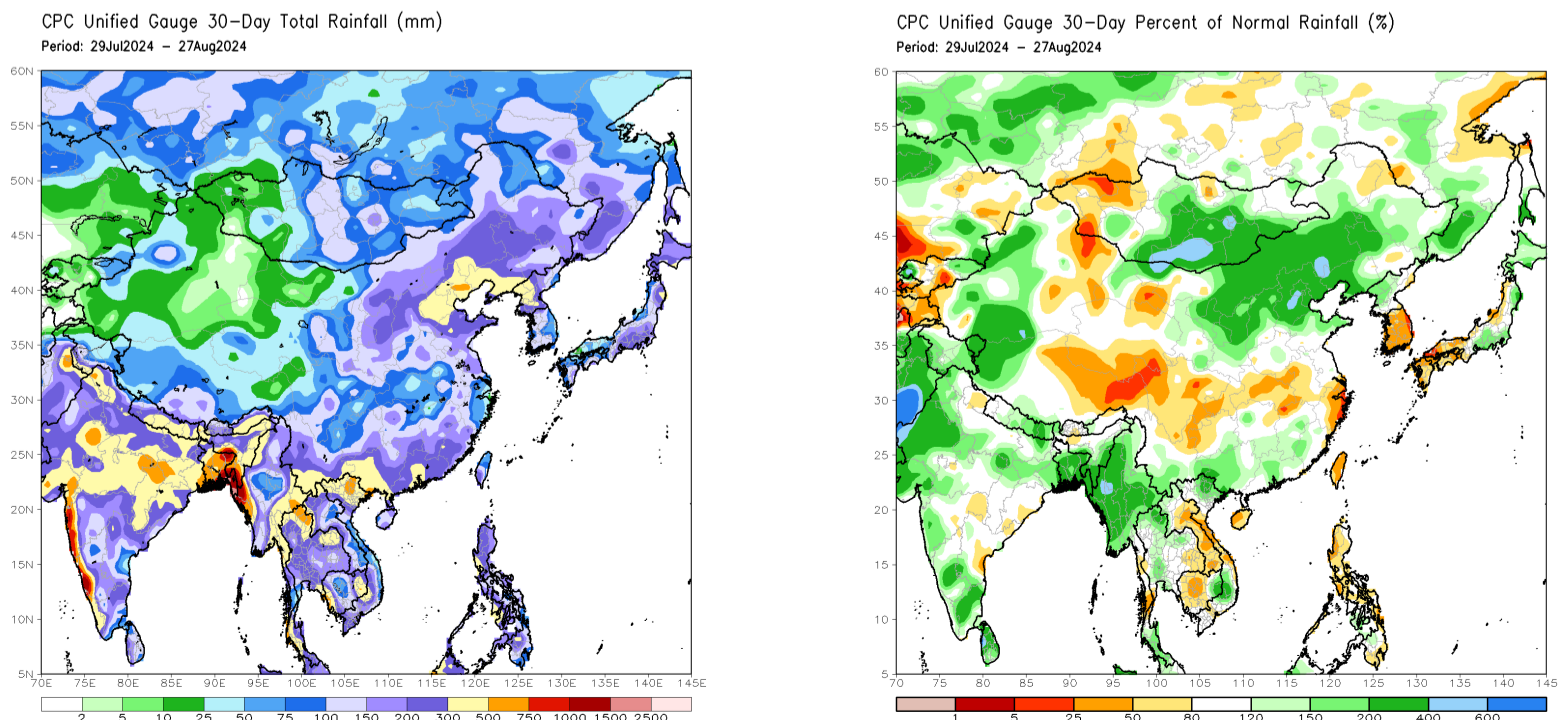 CPC Unified Gauge 30-Day Total Rainfall (mm)
Period: 29Jul2024 - 27Aug2024
60N
55N
50N
45N
40N
35N
30N
25N
20N
15N
10N
5N
70E 75E 80E 85E 90E 95E 100E 105E 110E 115E 120E 125E 130E 135E 140E 145E
2 5 10 25 50 75 100 150 200 300 500 750 1000 1500 2500
CPC Unified Gauge 30-Day Percent of Normal Rainfall (%)
Period: 29Jul2024 - 27Aug2024
60
55
50
45
40
35
30
25
20
15
10
5
70 75 80 85 90 95 100 105 110 115 120 125 130 135 140 145
1 5 25 50 80 120 150 200 400 600